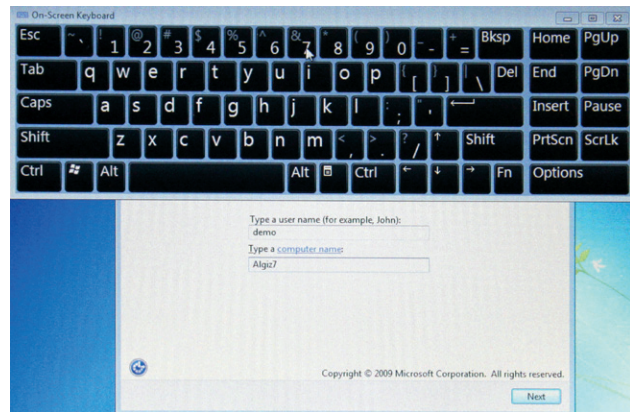 On-Screen Keyboard
Esc ~ ` ! 1 @ 2 # 3 $ 4 % 5 ^ 6 & 7 * 8 ( 9 ) 0 _ - + = Bksp Home PgUp
Tab q w e r t y u i o p { [ } ] | \ Del End PgDn
Caps a s d f g h j k l : ; " ' Insert Pause
Shift z x c v b n m < , > . ? / ↑ Shift PrtScn ScrLk
Ctrl Alt Alt Ctrl ← ↓ → Fn Options
Type a user name (for example, John):
demo
Type a computer name:
Algiz7
Copyright © 2009 Microsoft Corporation. All rights reserved.
Next